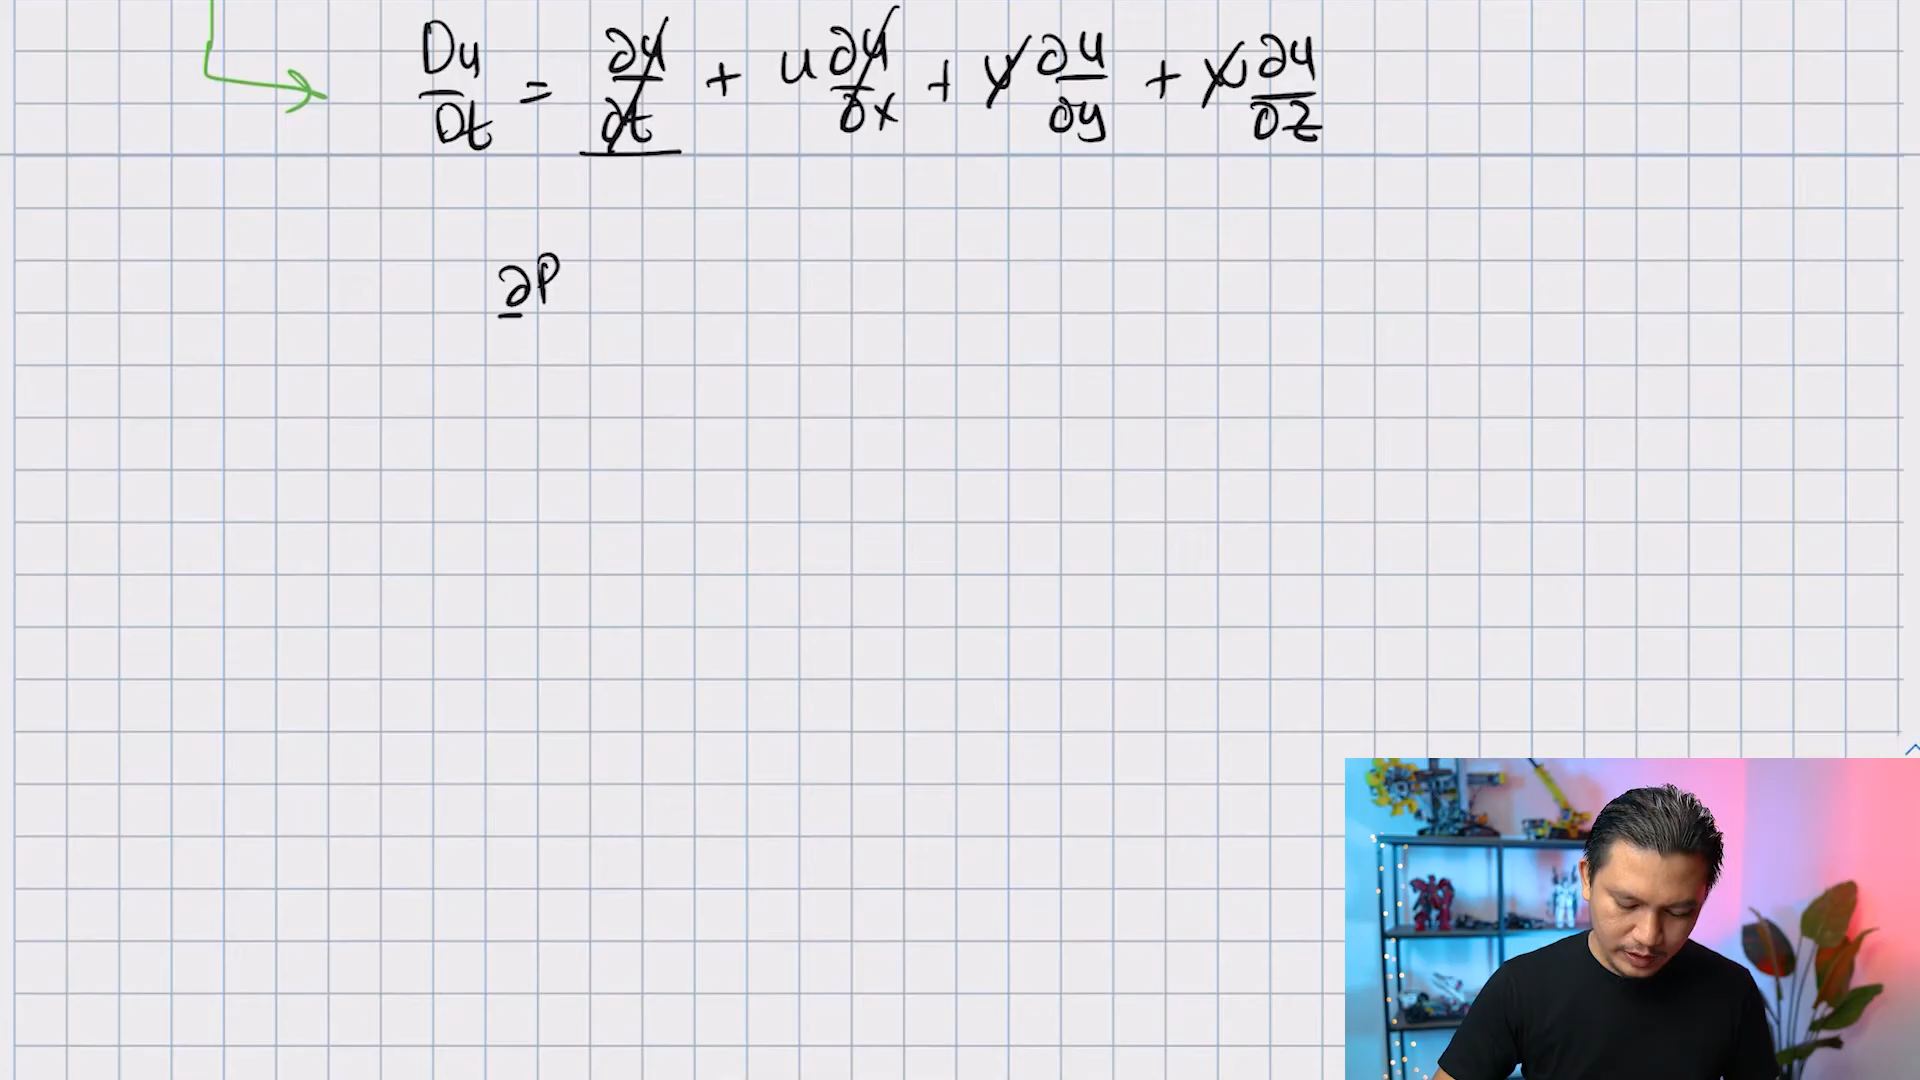 Du/Dt = ∂u/∂t + u ∂u/∂x + v ∂u/∂y + w ∂u/∂z
∂P